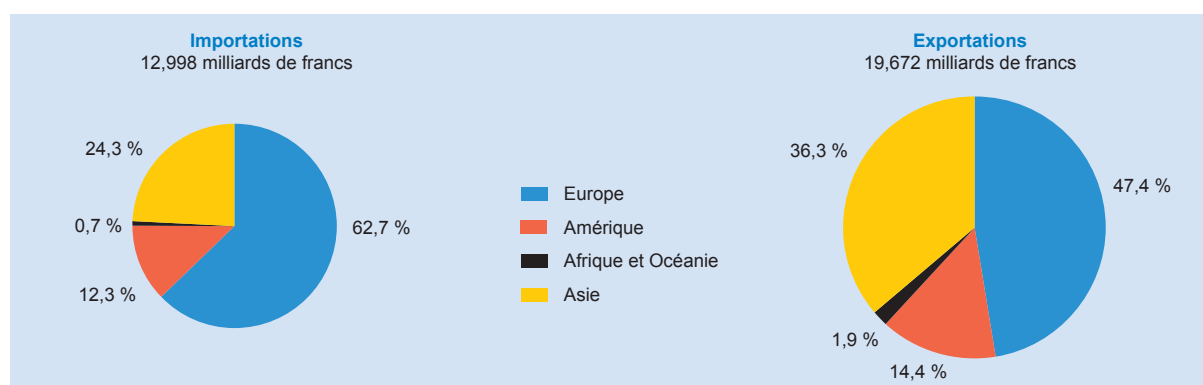 Importations
12,998 milliards de francs
24,3 %
0,7 %
12,3 %
62,7 %
Europe
Amérique
Afrique et Océanie
Asie
Exportations
19,672 milliards de francs
36,3 %
47,4 %
1,9 %
14,4 %